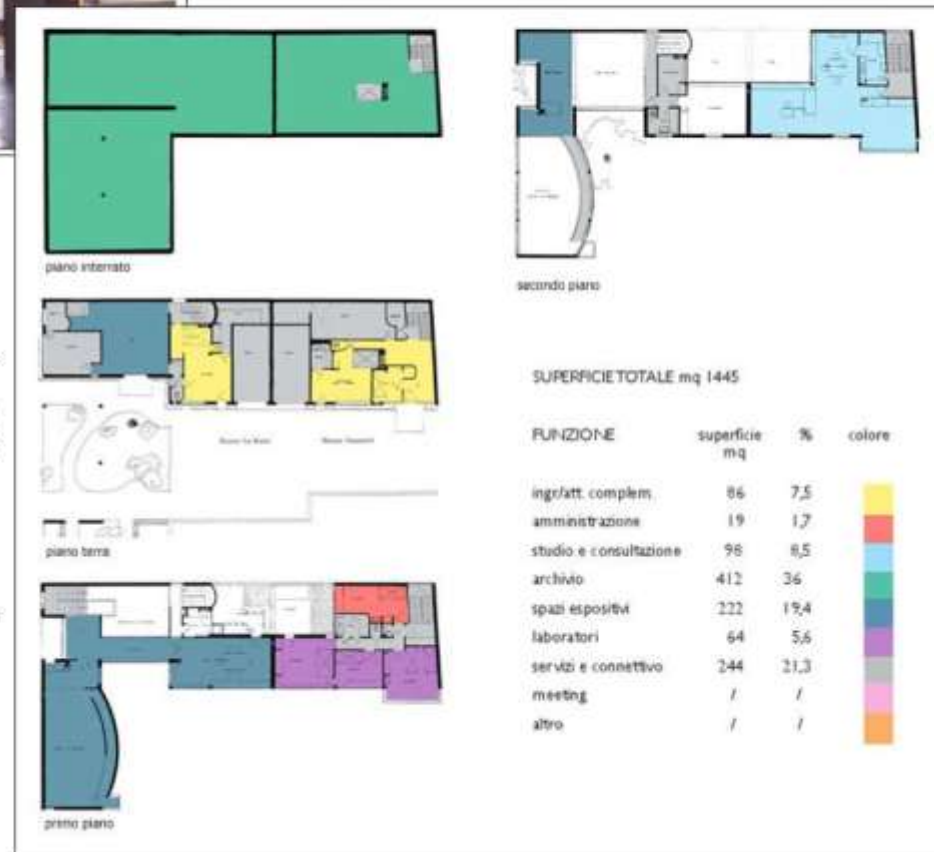 piano interrato
secondo piano
piano terra
primo piano
SUPERFICIE TOTALE mq 1445
FUNZIONE superficie mq % colore
ingr/att. complem. 86 7,5
amministrazione 19 1,7
studio e consultazione 98 8,5
archivio 412 36
spazi espositivi 222 19,4
laboratori 64 5,6
servizi e connettivo 244 21,3
meeting / /
altro / /